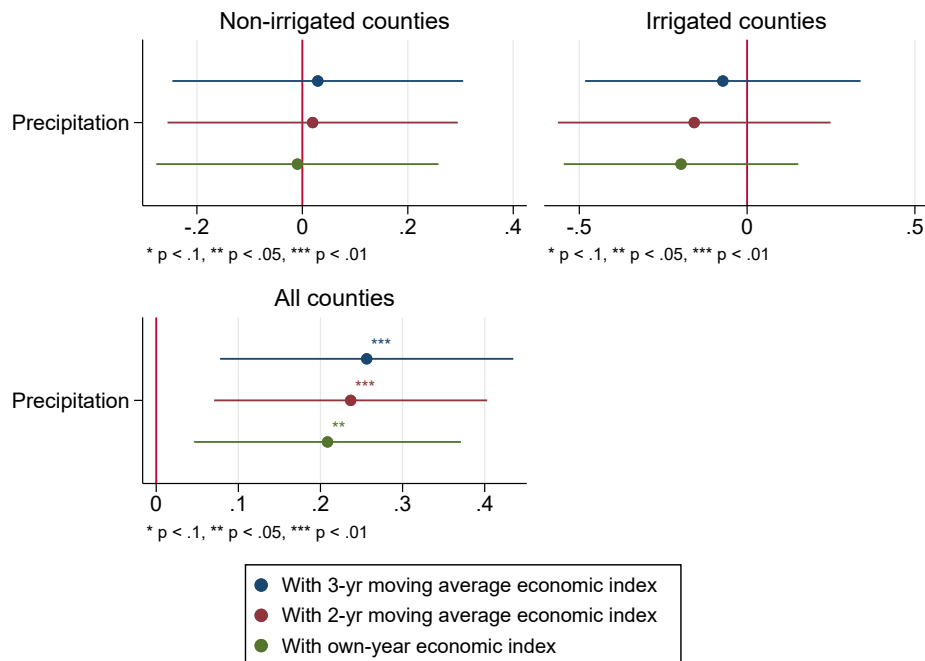 Non-irrigated counties
Precipitation
-.2 0 .2 .4
* p < .1, ** p < .05, *** p < .01
Irrigated counties
-.5 0 .5
* p < .1, ** p < .05, *** p < .01
All counties
***
Precipitation
***
**
0 .1 .2 .3 .4
* p < .1, ** p < .05, *** p < .01
With 3-yr moving average economic index
With 2-yr moving average economic index
With own-year economic index